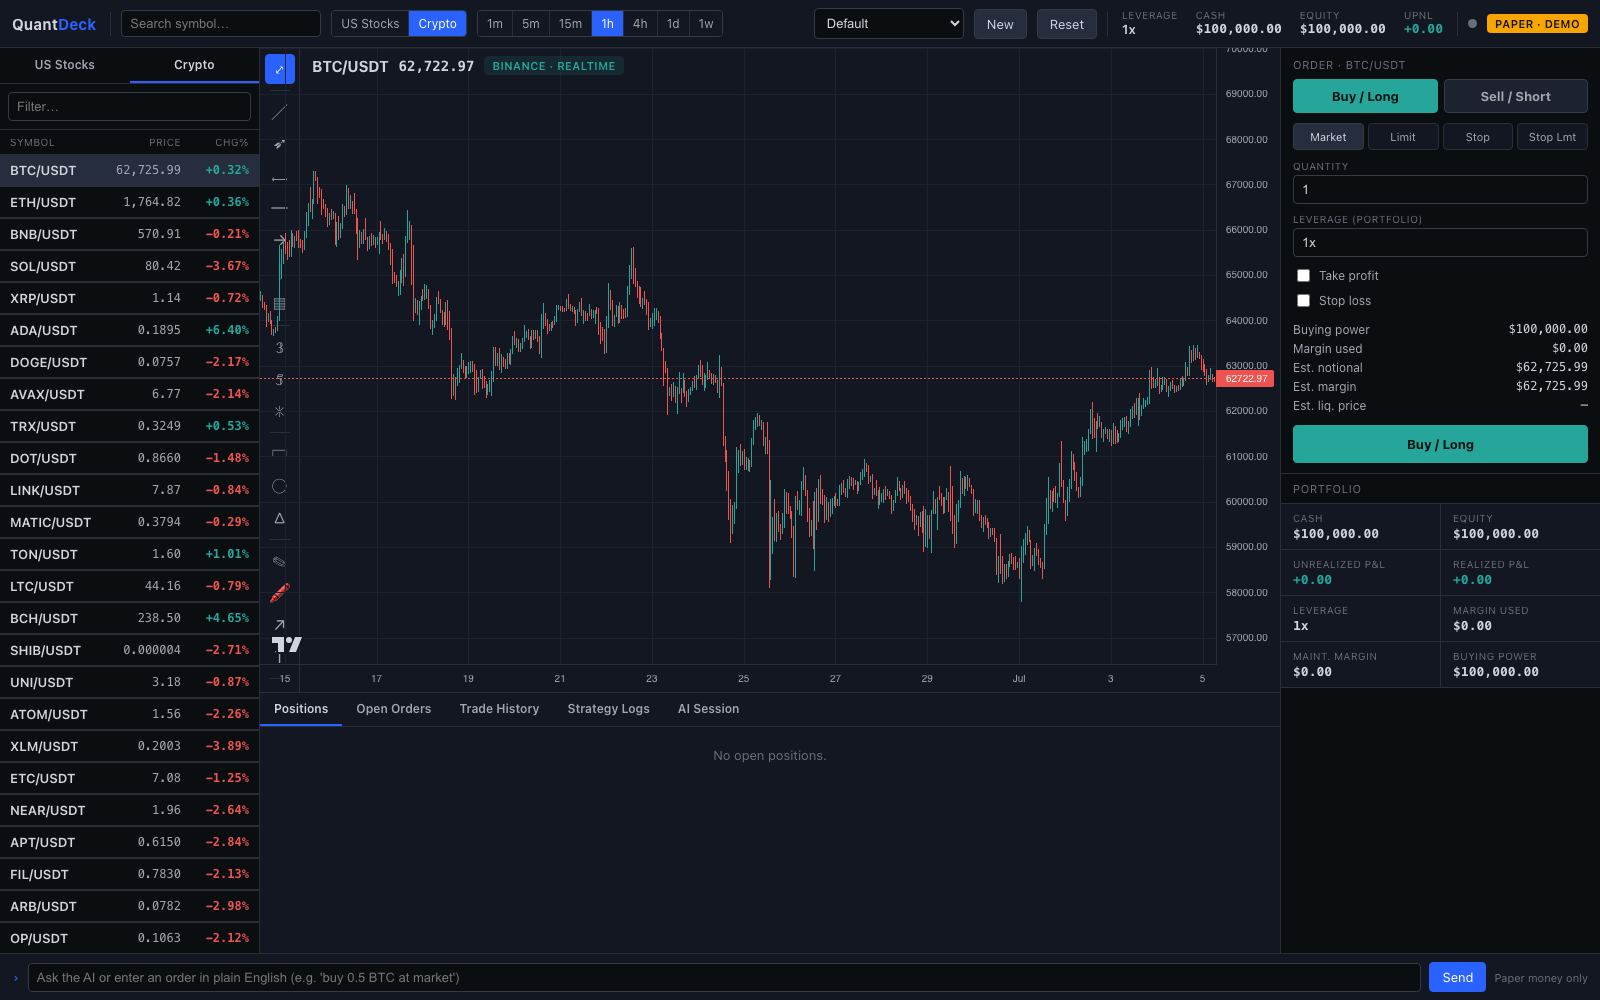 QuantDeck
Search symbol…
US Stocks Crypto
1m 5m 15m 1h 4h 1d 1w
Default
New
Reset
LEVERAGE
1x
CASH
$100,000.00
EQUITY
$100,000.00
UPNL
+0.00
PAPER · DEMO
US Stocks Crypto
Filter…
SYMBOL PRICE CHG%
BTC/USDT 62,725.99 +0.32%
ETH/USDT 1,764.82 +0.36%
BNB/USDT 570.91 −0.21%
SOL/USDT 80.42 −3.67%
XRP/USDT 1.14 −0.72%
ADA/USDT 0.1895 +6.40%
DOGE/USDT 0.0757 −2.17%
AVAX/USDT 6.77 −2.14%
TRX/USDT 0.3249 +0.53%
DOT/USDT 0.8660 −1.48%
LINK/USDT 7.87 −0.84%
MATIC/USDT 0.3794 −0.29%
TON/USDT 1.60 +1.01%
LTC/USDT 44.16 −0.79%
BCH/USDT 238.50 +4.65%
SHIB/USDT 0.000004 −2.71%
UNI/USDT 3.18 −0.87%
ATOM/USDT 1.56 −2.26%
XLM/USDT 0.2003 −3.89%
ETC/USDT 7.08 −1.25%
NEAR/USDT 1.96 −2.64%
APT/USDT 0.6150 −2.84%
FIL/USDT 0.7830 −2.13%
ARB/USDT 0.0782 −2.98%
OP/USDT 0.1063 −2.12%
BTC/USDT 62,722.97 BINANCE · REALTIME
3
5
70000.00
69000.00
68000.00
67000.00
66000.00
65000.00
64000.00
63000.00
62722.97
62000.00
61000.00
60000.00
59000.00
58000.00
57000.00
15 17 19 21 23 25 27 29 Jul 3 5
Positions Open Orders Trade History Strategy Logs AI Session
No open positions.
ORDER · BTC/USDT
Buy / Long Sell / Short
Market Limit Stop Stop Lmt
QUANTITY
1
LEVERAGE (PORTFOLIO)
1x
Take profit
Stop loss
Buying power $100,000.00
Margin used $0.00
Est. notional $62,725.99
Est. margin $62,725.99
Est. liq. price —
Buy / Long
PORTFOLIO
CASH EQUITY
$100,000.00 $100,000.00
UNREALIZED P&L REALIZED P&L
+0.00 +0.00
LEVERAGE MARGIN USED
1x $0.00
MAINT. MARGIN BUYING POWER
$0.00 $100,000.00
› Ask the AI or enter an order in plain English (e.g. 'buy 0.5 BTC at market')
Send
Paper money only